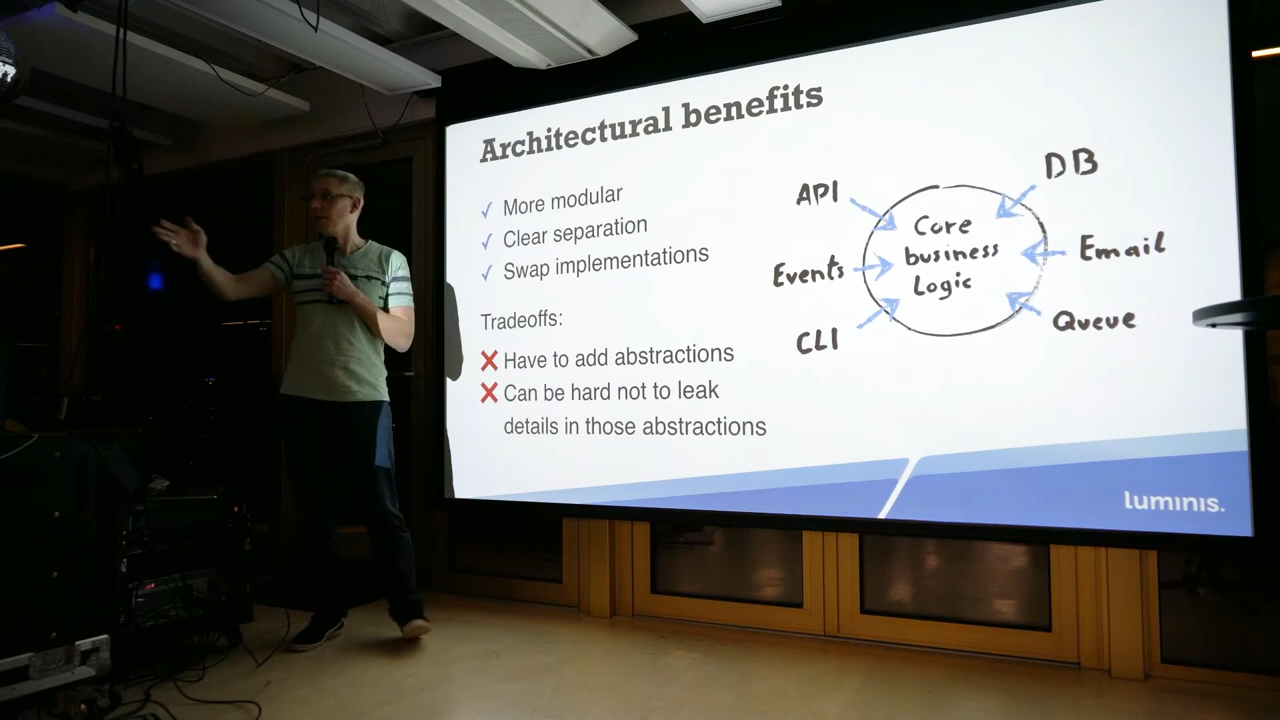 Architectural benefits
✓ More modular
✓ Clear separation
✓ Swap implementations
Tradeoffs:
❌ Have to add abstractions
❌ Can be hard not to leak
details in those abstractions
API
Events
CLI
Core
business
Logic
DB
Email
Queue
luminis.